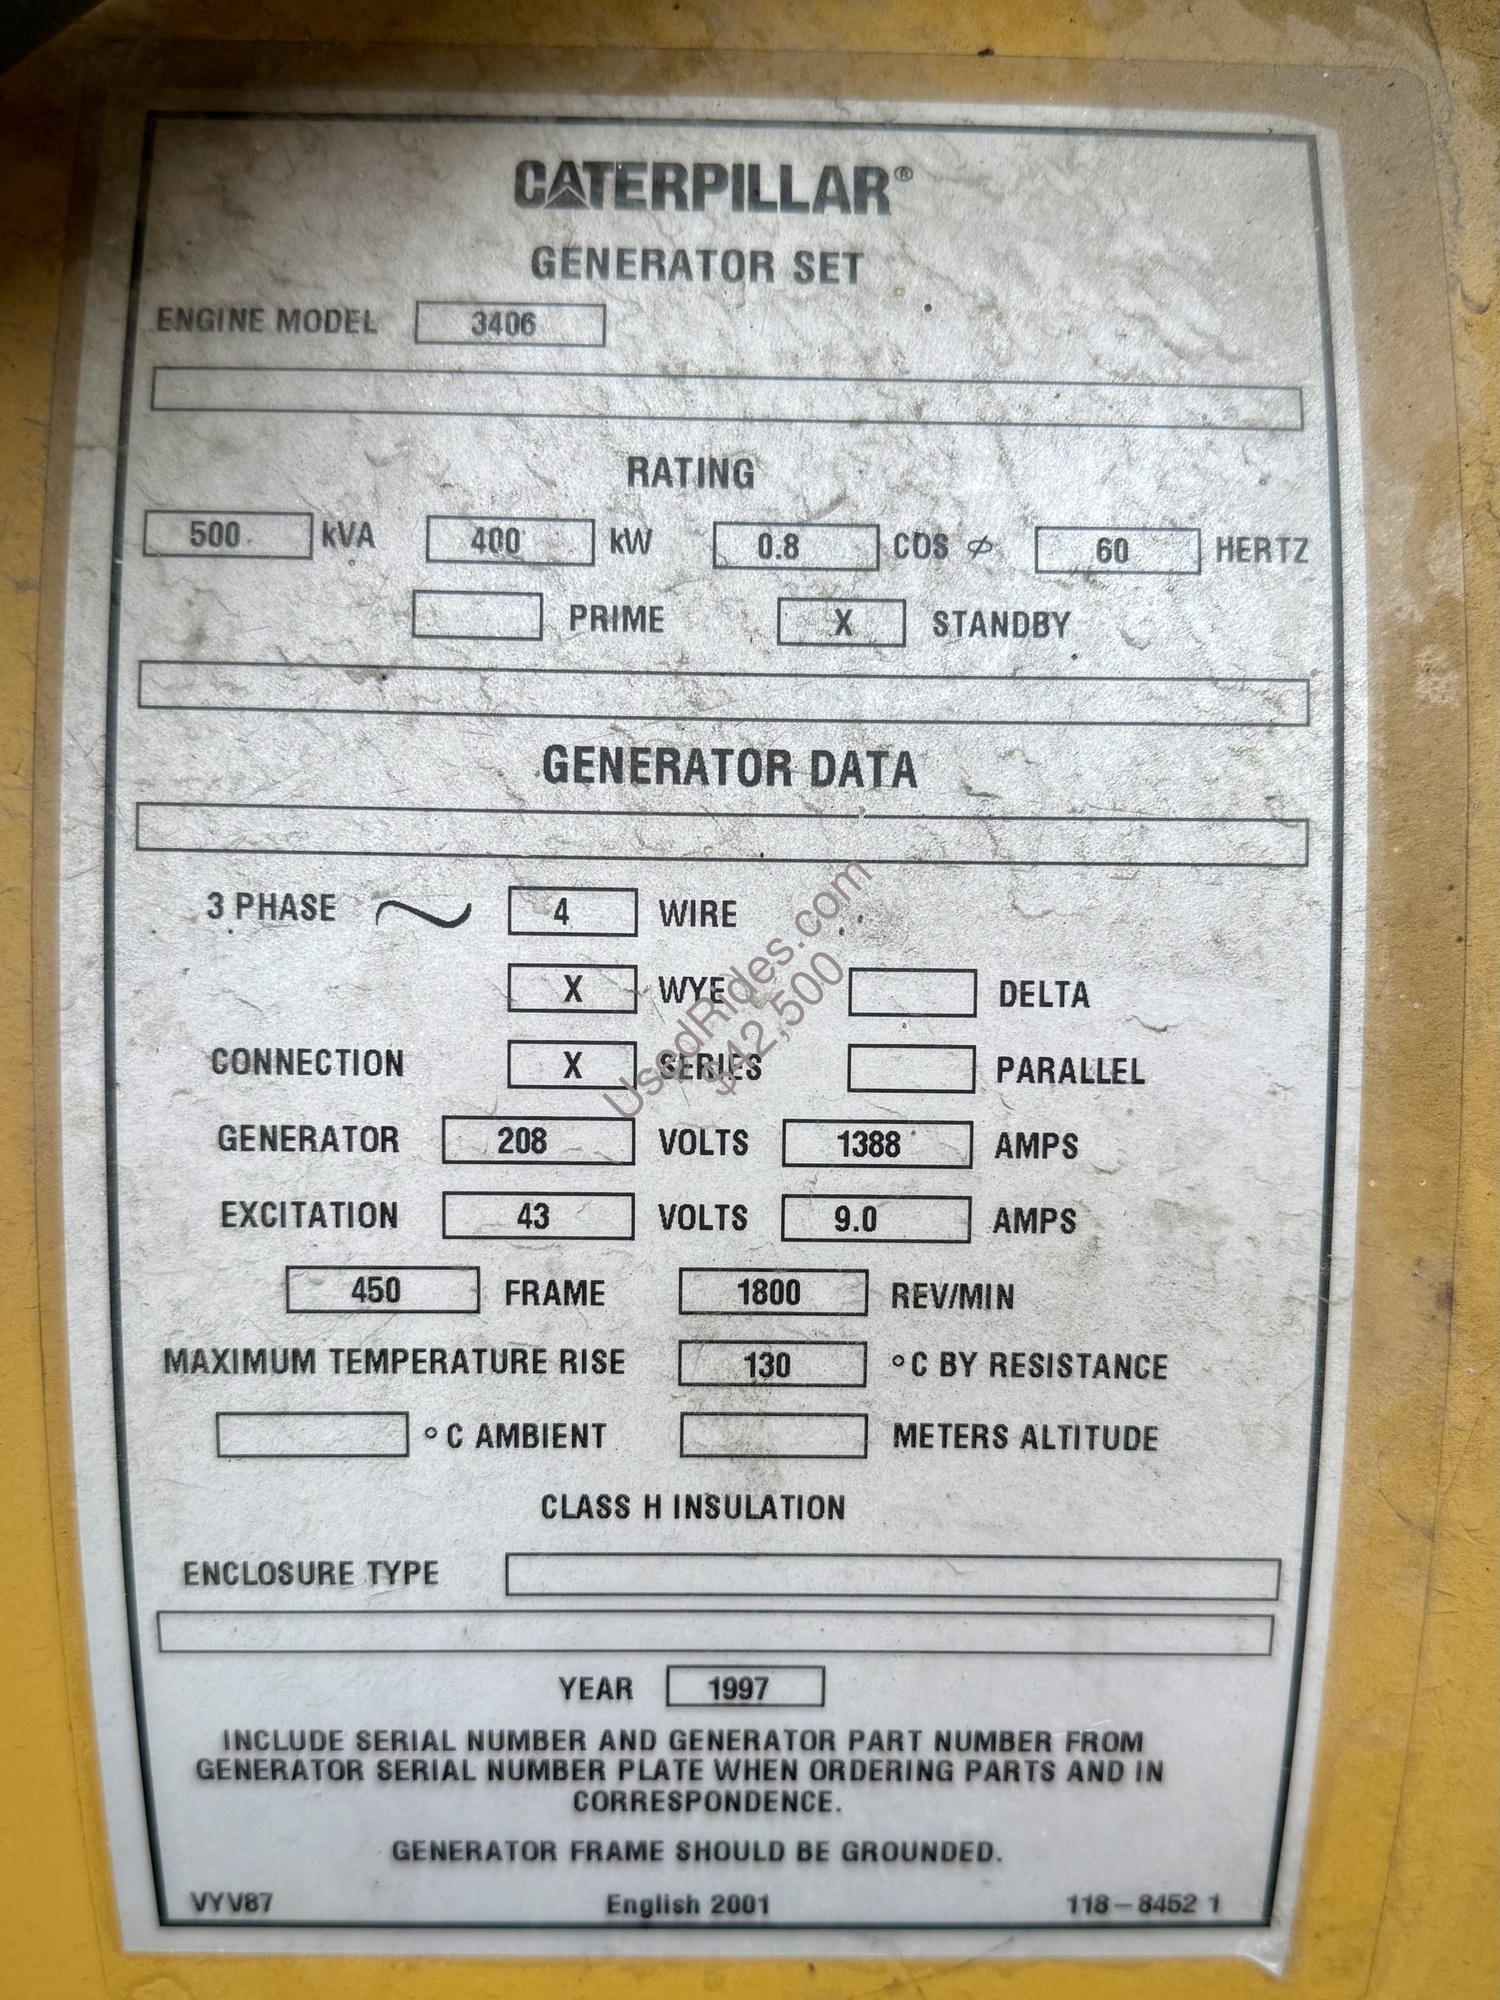 CATERPILLAR®
GENERATOR SET
ENGINE MODEL 3406
RATING
500 kVA 400 kW 0.8 COS ⌀ 60 HERTZ
PRIME X STANDBY
GENERATOR DATA
3 PHASE ~ 4 WIRE
X WYE DELTA
CONNECTION X SERIES PARALLEL
GENERATOR 208 VOLTS 1388 AMPS
EXCITATION 43 VOLTS 9.0 AMPS
450 FRAME 1800 REV/MIN
MAXIMUM TEMPERATURE RISE 130 °C BY RESISTANCE
°C AMBIENT METERS ALTITUDE
CLASS H INSULATION
ENCLOSURE TYPE
YEAR 1997
INCLUDE SERIAL NUMBER AND GENERATOR PART NUMBER FROM
GENERATOR SERIAL NUMBER PLATE WHEN ORDERING PARTS AND IN
CORRESPONDENCE.
GENERATOR FRAME SHOULD BE GROUNDED.
VYV87 English 2001 118-8452 1
UsedRides.com
$42,500